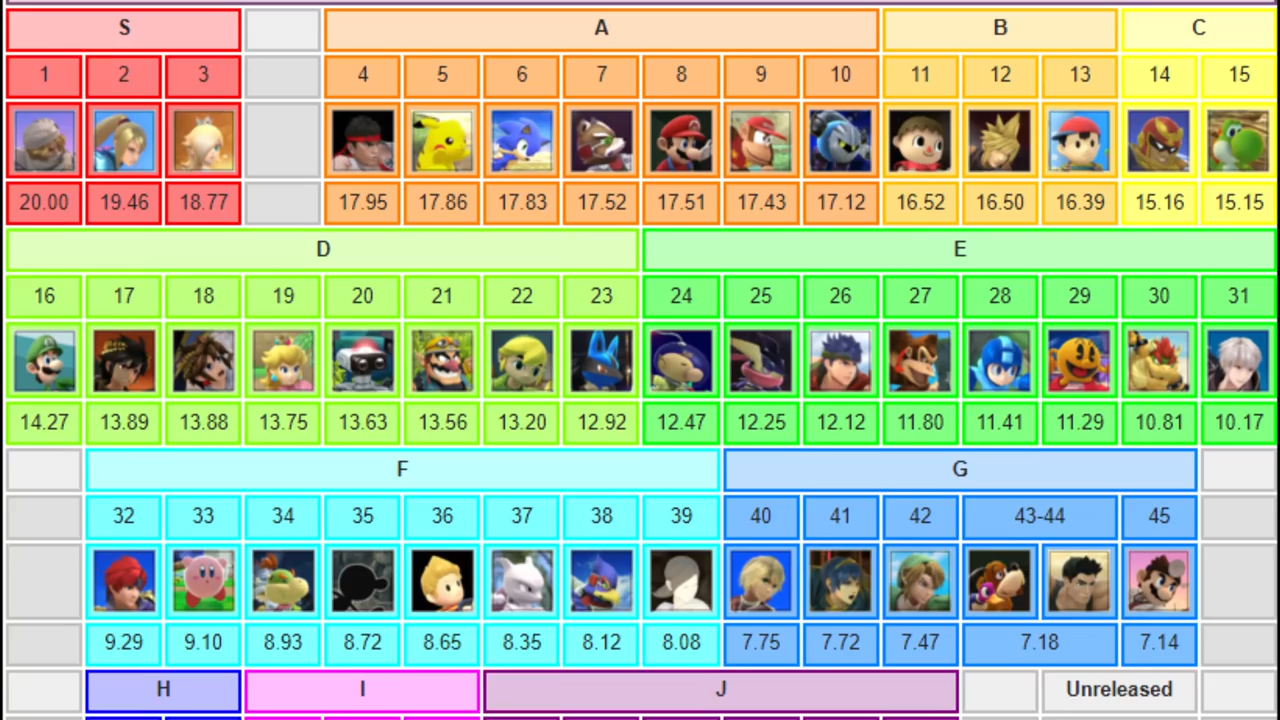 S A B C
1 2 3 4 5 6 7 8 9 10 11 12 13 14 15
20.00 19.46 18.77 17.95 17.86 17.83 17.52 17.51 17.43 17.12 16.52 16.50 16.39 15.16 15.15
D E
16 17 18 19 20 21 22 23 24 25 26 27 28 29 30 31
14.27 13.89 13.88 13.75 13.63 13.56 13.20 12.92 12.47 12.25 12.12 11.80 11.41 11.29 10.81 10.17
F G
32 33 34 35 36 37 38 39 40 41 42 43-44 45
9.29 9.10 8.93 8.72 8.65 8.35 8.12 8.08 7.75 7.72 7.47 7.18 7.14
H I J Unreleased